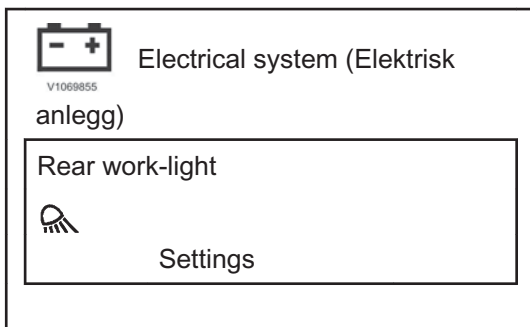 - +
V1069855
Electrical system (Elektrisk
anlegg)
Rear work-light
Settings